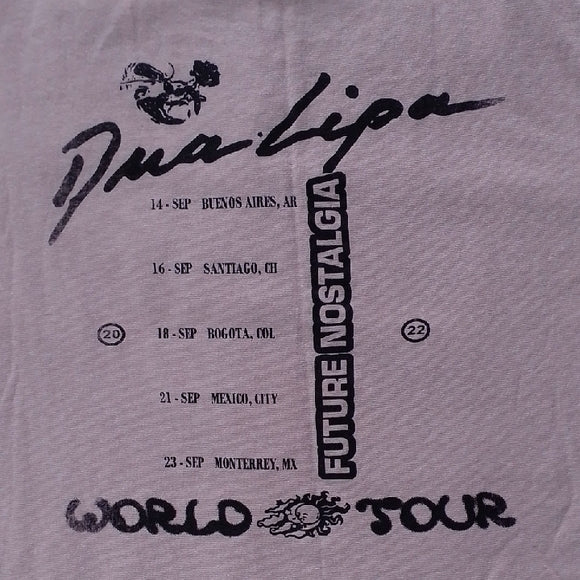 Dua Lipa
14 - SEP BUENOS AIRES, AR
16 - SEP SANTIAGO, CH
20
18 - SEP BOGOTA, COL
22
21 - SEP MEXICO, CITY
23 - SEP MONTERREY, MX
FUTURE NOSTALGIA
WORLD TOUR